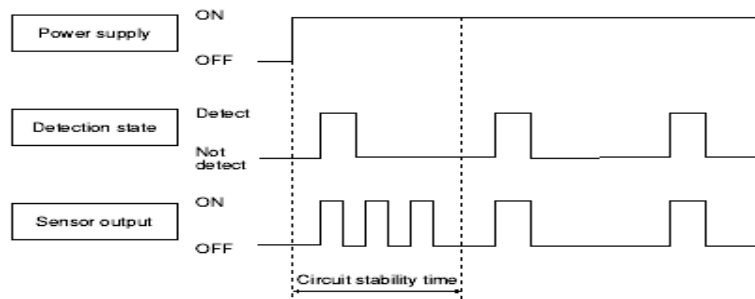 Power supply
ON
OFF
Detection state
Detect
Not
detect
Sensor output
ON
OFF
Circuit stability time